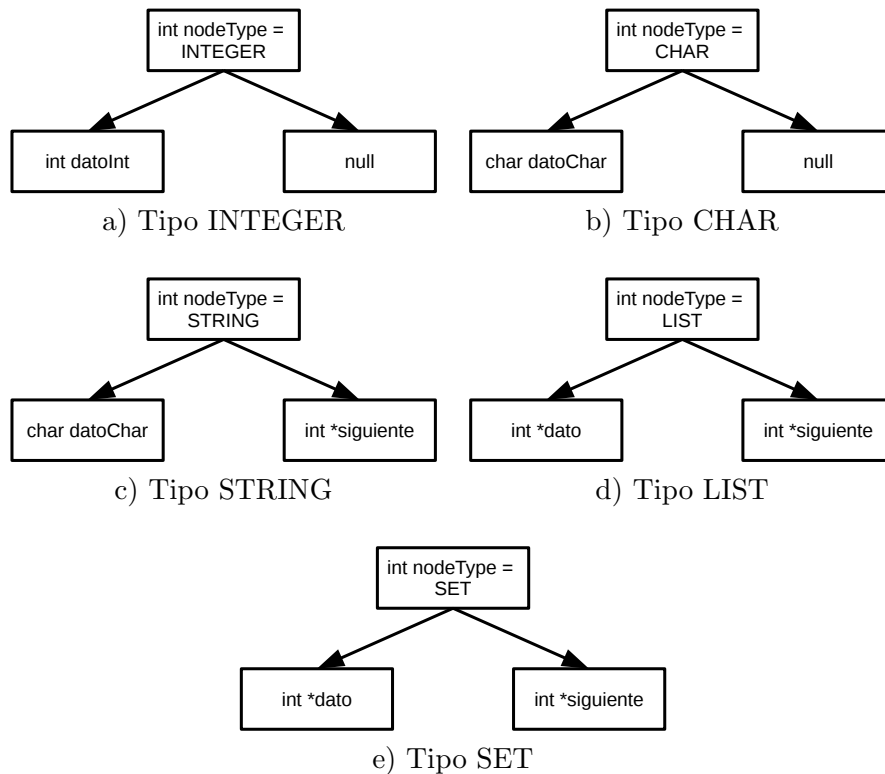 int nodeType =
INTEGER
int datoInt
null
a) Tipo INTEGER
int nodeType =
CHAR
char datoChar
null
b) Tipo CHAR
int nodeType =
STRING
char datoChar
int *siguiente
c) Tipo STRING
int nodeType =
LIST
int *dato
int *siguiente
d) Tipo LIST
int nodeType =
SET
int *dato
int *siguiente
e) Tipo SET